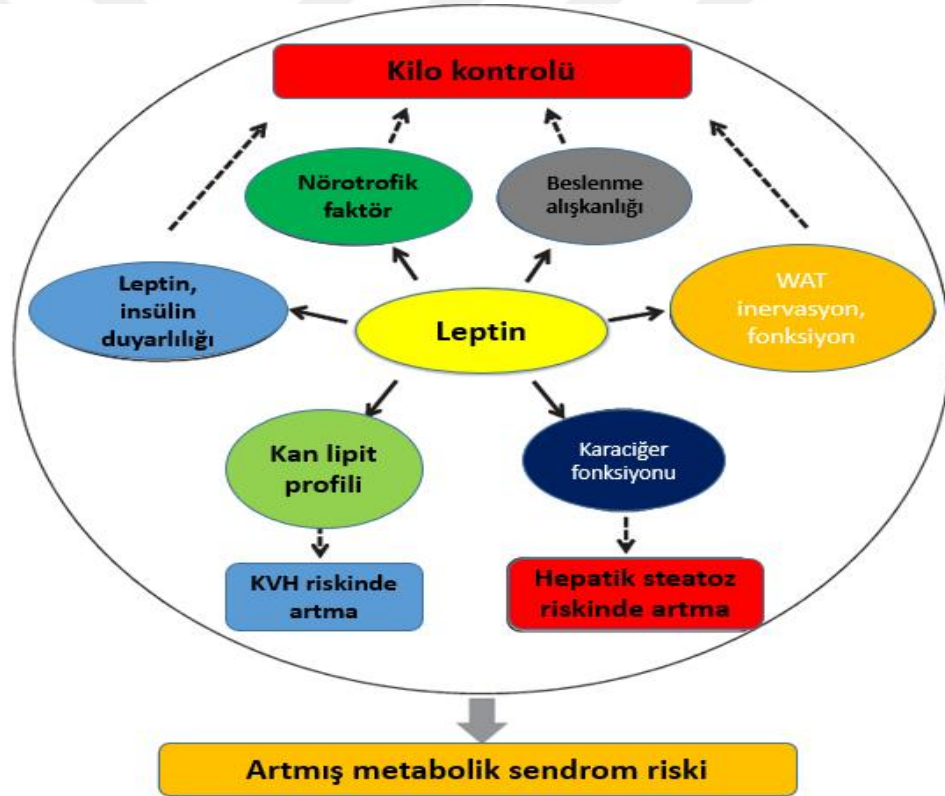 Kilo kontrolü
Nörotrofik
faktör
Beslenme
alışkanlığı
Leptin,
insülin
duyarlılığı
Leptin
WAT
inervasyon,
fonksiyon
Kan lipit
profili
Karaciğer
fonksiyonu
KVH riskinde
artma
Hepatik steatoz
riskinde artma
Artmış metabolik sendrom riski